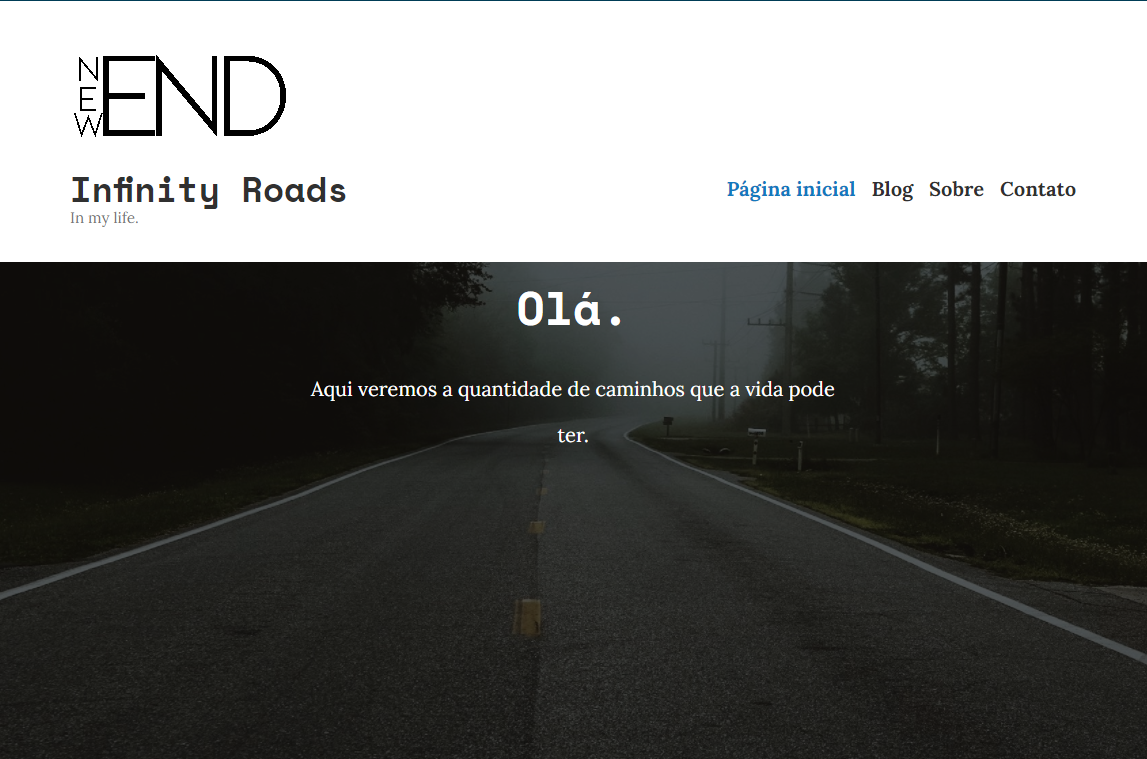 NEW END
Infinity Roads
In my life.
Página inicial Blog Sobre Contato
Olá.
Aqui veremos a quantidade de caminhos que a vida pode
ter.